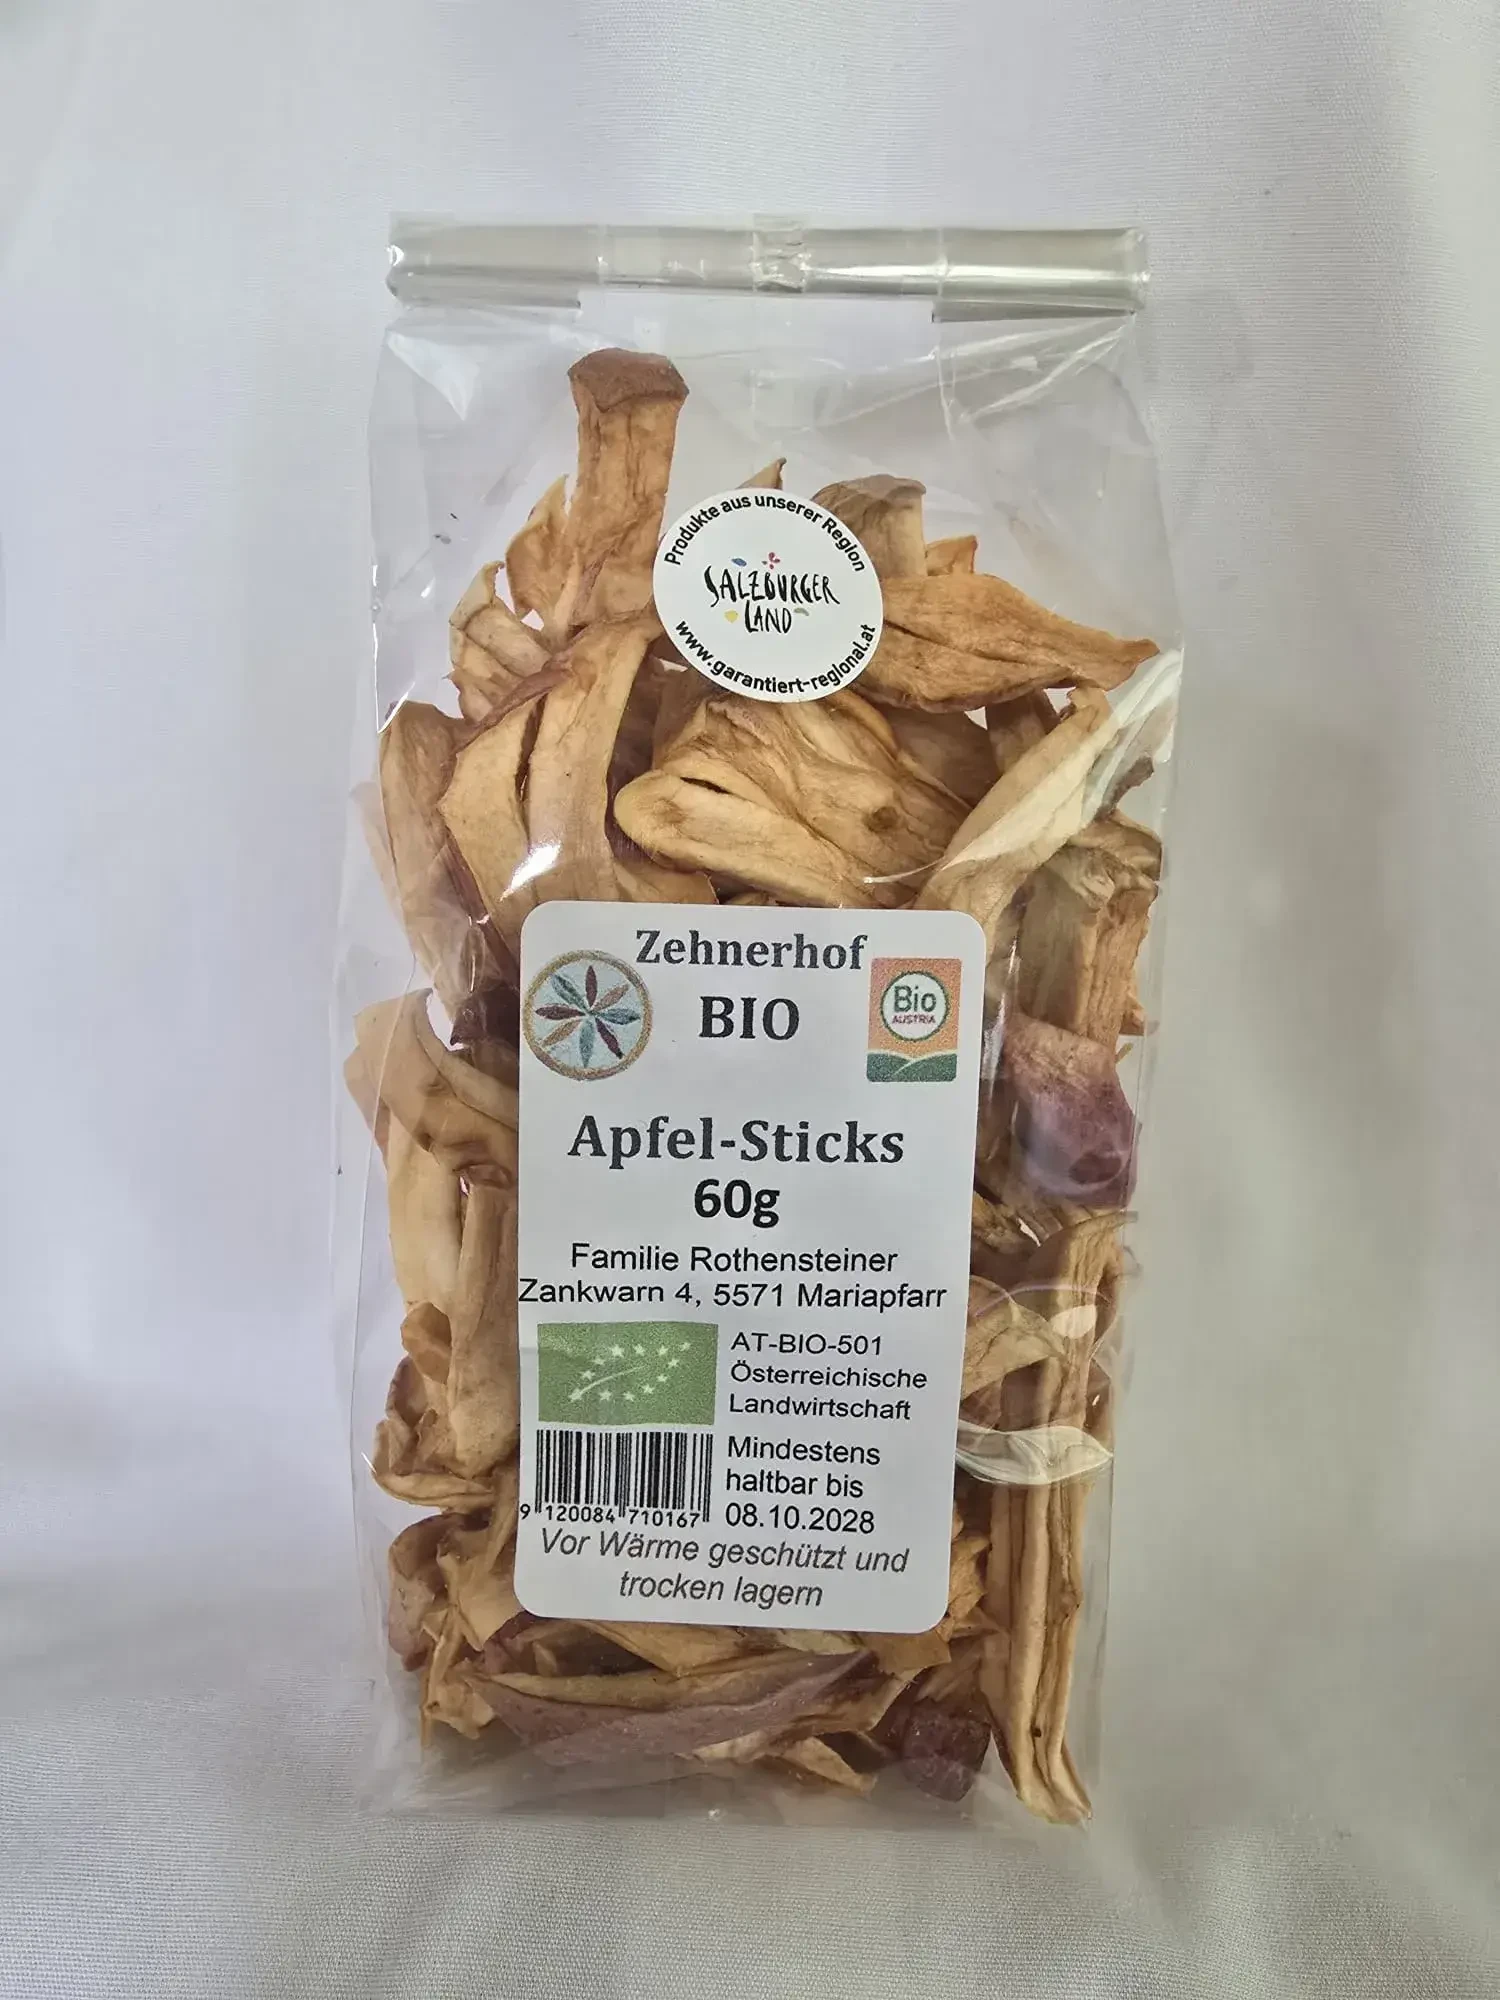 Produkte aus unserer Region
SALZBURGER
LAND
www.garantiert-regional.at
Zehnerhof
BIO
Bio
AUSTRIA
Apfel-Sticks
60g
Familie Rothensteiner
Zankwarn 4, 5571 Mariapfarr
AT-BIO-501
Österreichische
Landwirtschaft
Mindestens
haltbar bis
08.10.2028
9 120084 710167
Vor Wärme geschützt und
trocken lagern